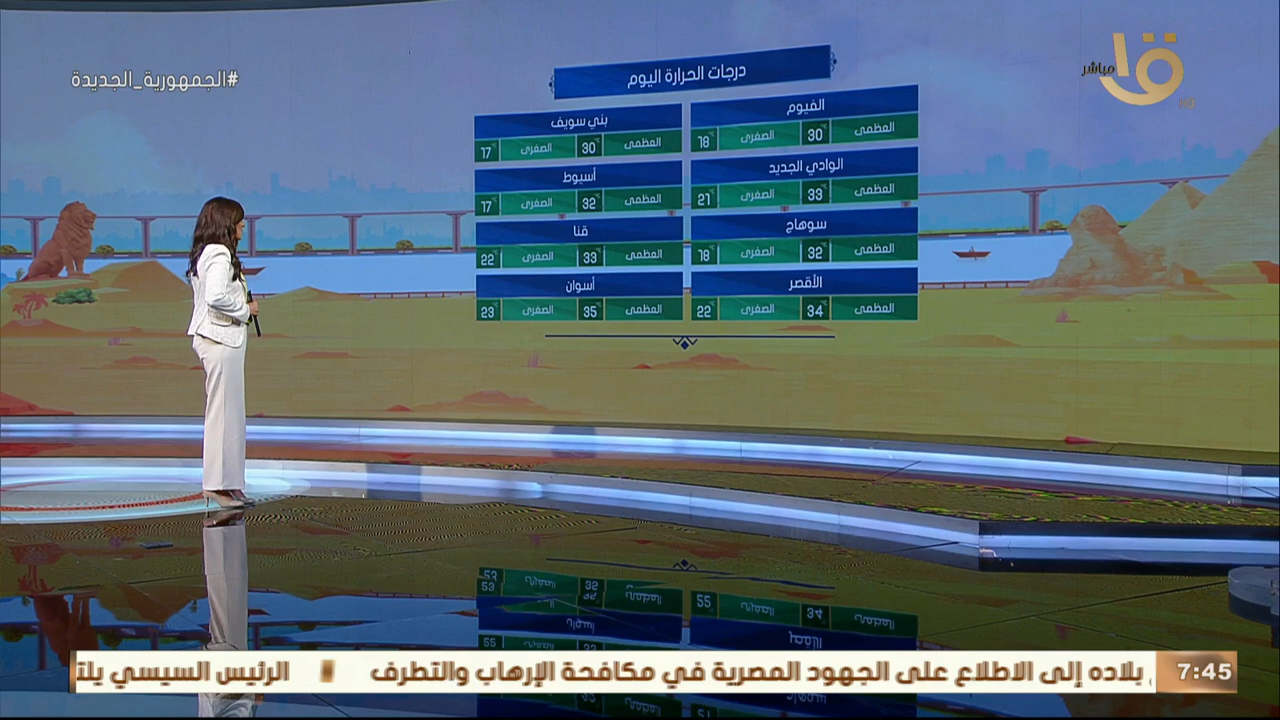 #الجمهورية_الجديدة
مباشر
درجات الحرارة اليوم
الفيوم
العظمى 30° الصغرى 18°
بني سويف
العظمى 30° الصغرى 17°
الوادي الجديد
العظمى 33° الصغرى 21°
أسيوط
العظمى 32° الصغرى 17°
سوهاج
العظمى 32° الصغرى 18°
قنا
العظمى 33° الصغرى 22°
الأقصر
العظمى 34° الصغرى 22°
أسوان
العظمى 35° الصغرى 23°
7:45
بلاده إلى الاطلاع على الجهود المصرية في مكافحة الإرهاب والتطرف الرئيس السيسي